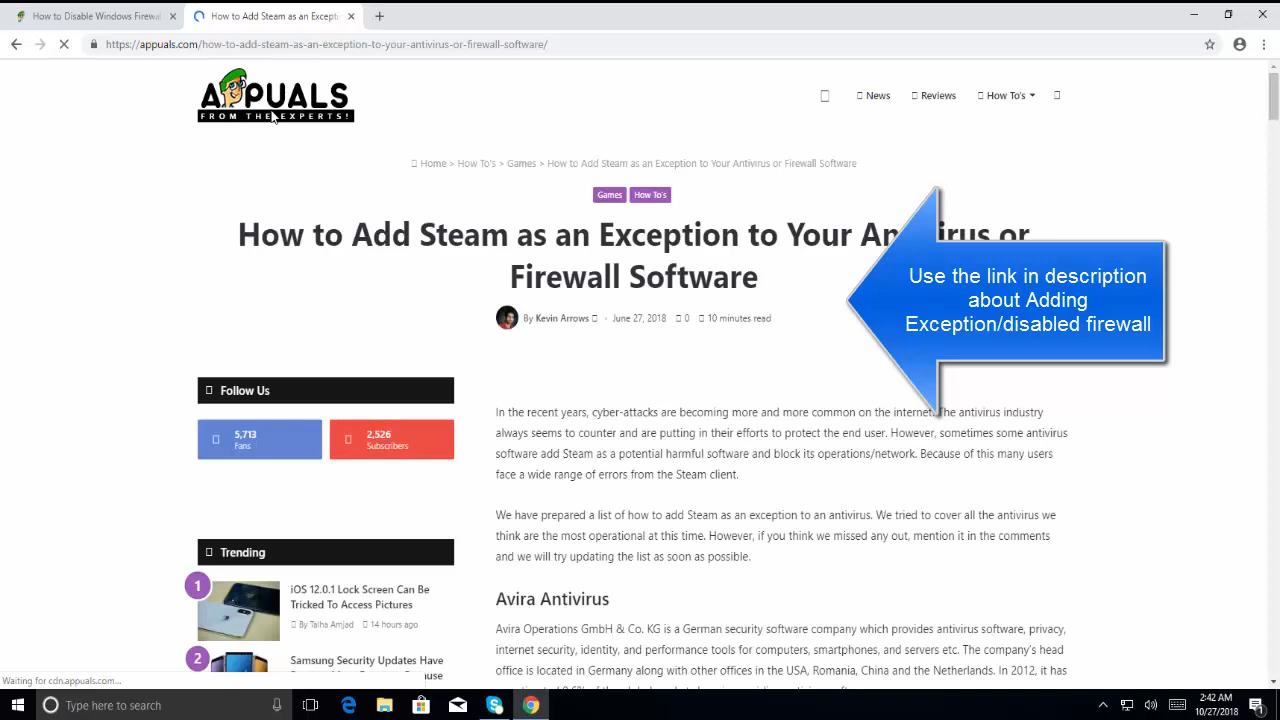 How to Disable Windows Firewal
How to Add Steam as an Except
https://appuals.com/how-to-add-steam-as-an-exception-to-your-antivirus-or-firewall-software/
APPUALS
FROM THE EXPERTS!
News
Reviews
How To's
Home > How To's > Games > How to Add Steam as an Exception to Your Antivirus or Firewall Software
Games
How To's
How to Add Steam as an Exception to Your An irus or
Firewall Software
Use the link in description
about Adding
Exception/disabled firewall
By Kevin Arrows
June 27, 2018
0
10 minutes read
Follow Us
5,713
Fans
2,526
Subscribers
In the recent years, cyber-attacks are becoming more and more common on the internet. The antivirus industry
always seems to counter and are putting in their efforts to protect the end user. However, sometimes some antivirus
software add Steam as a potential harmful software and block its operations/network. Because of this many users
face a wide range of errors from the Steam client.
We have prepared a list of how to add Steam as an exception to an antivirus. We tried to cover all the antivirus we
think are the most operational at this time. However, if you think we missed any out, mention it in the comments
and we will try updating the list as soon as possible.
Trending
1
iOS 12.0.1 Lock Screen Can Be
Tricked To Access Pictures
By Talha Amjad
14 hours ago
2
Samsung Security Updates Have
Avira Antivirus
Avira Operations GmbH & Co. KG is a German security software company which provides antivirus software, privacy,
internet security, identity, and performance tools for computers, smartphones, and servers etc. The company's head
office is located in Germany along with other offices in the USA, Romania, China and the Netherlands. In 2012, it has
Waiting for cdn.appuals.com...
Type here to search
2:42 AM
10/27/2018
1